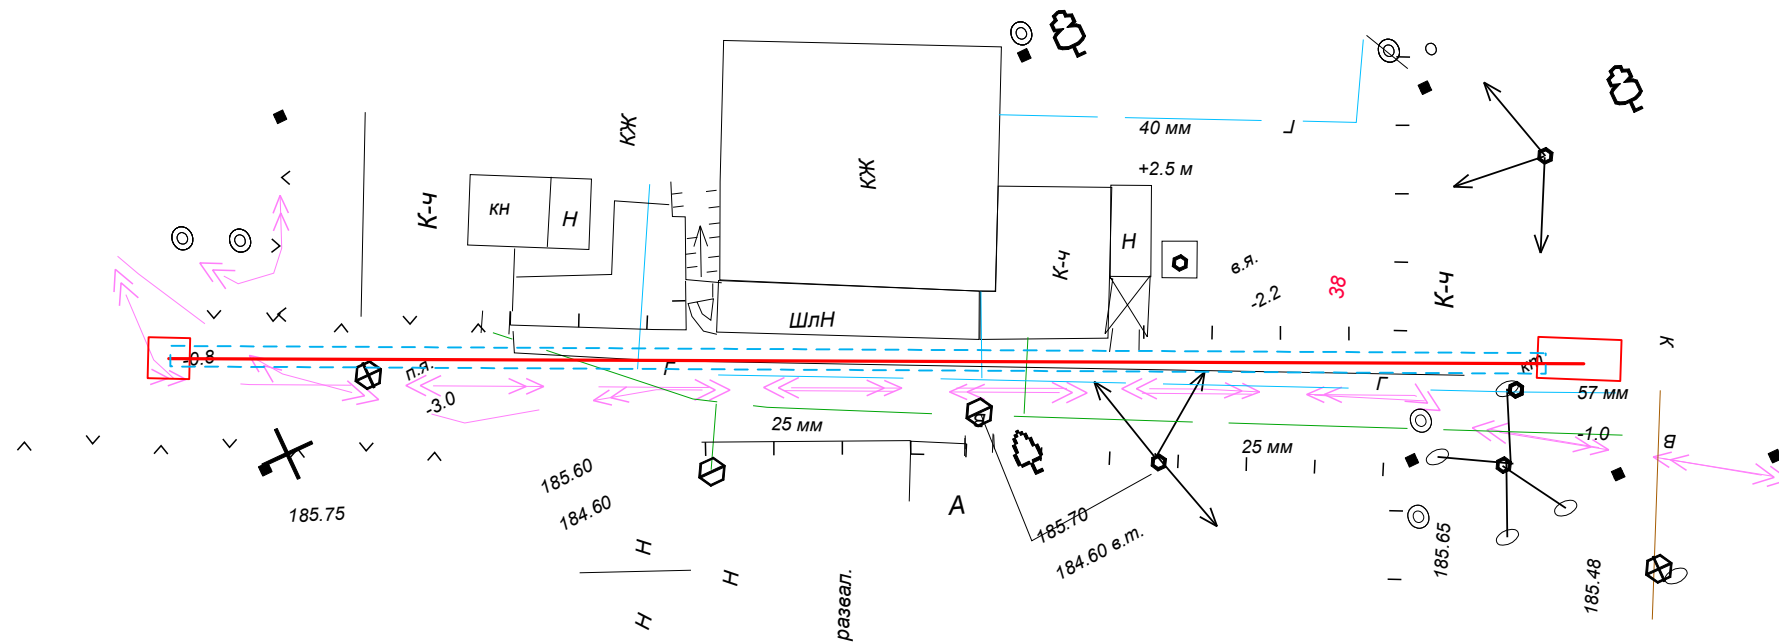 КЖ
40 мм
Г
+2.5 м
КЖ
К-ч
кн
Н
Н
К-ч
в.я.
-2.2
38
К-ч
ШлН
К
-0.8
п.я.
Г
Г
кл
57 мм
-3.0
25 мм
В
25 мм
-1.0
В
185.60
184.60
185.75
А
185.70
184.60 в.т.
185.65
185.48
Н
Н
Н
развал.